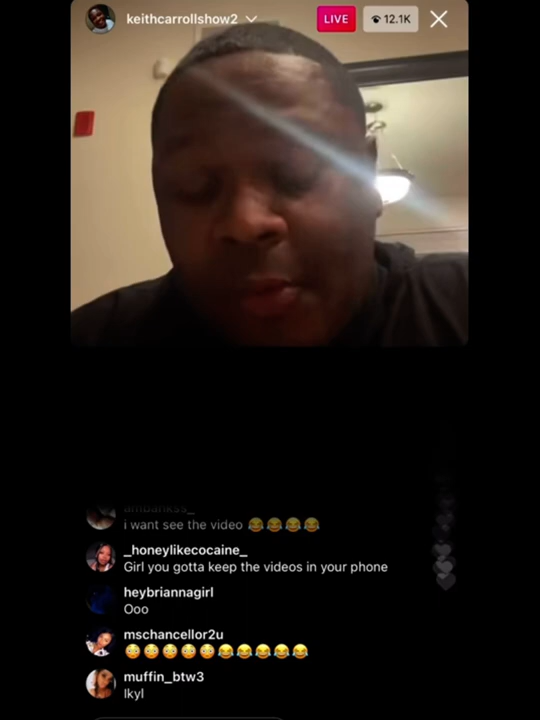 keithcarrollshow2
LIVE
12.1K
i want see the video 😂😂😂😂
_honeylikecocaine_
Girl you gotta keep the videos in your phone
heybriannagirl
Ooo
mschancellor2u
😳😳😳😳😳😂😂😂😂😂
muffin_btw3